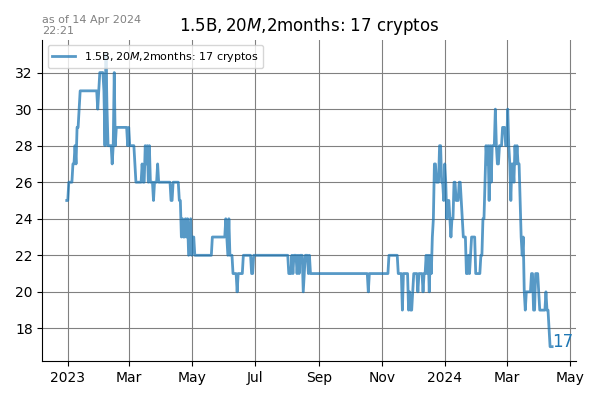 as of 14 Apr 2024
22:21
1.5B, 20M,2months: 17 cryptos
1.5B, 20M,2months: 17 cryptos
32
30
28
26
24
22
20
18
17
2023 Mar May Jul Sep Nov 2024 Mar May